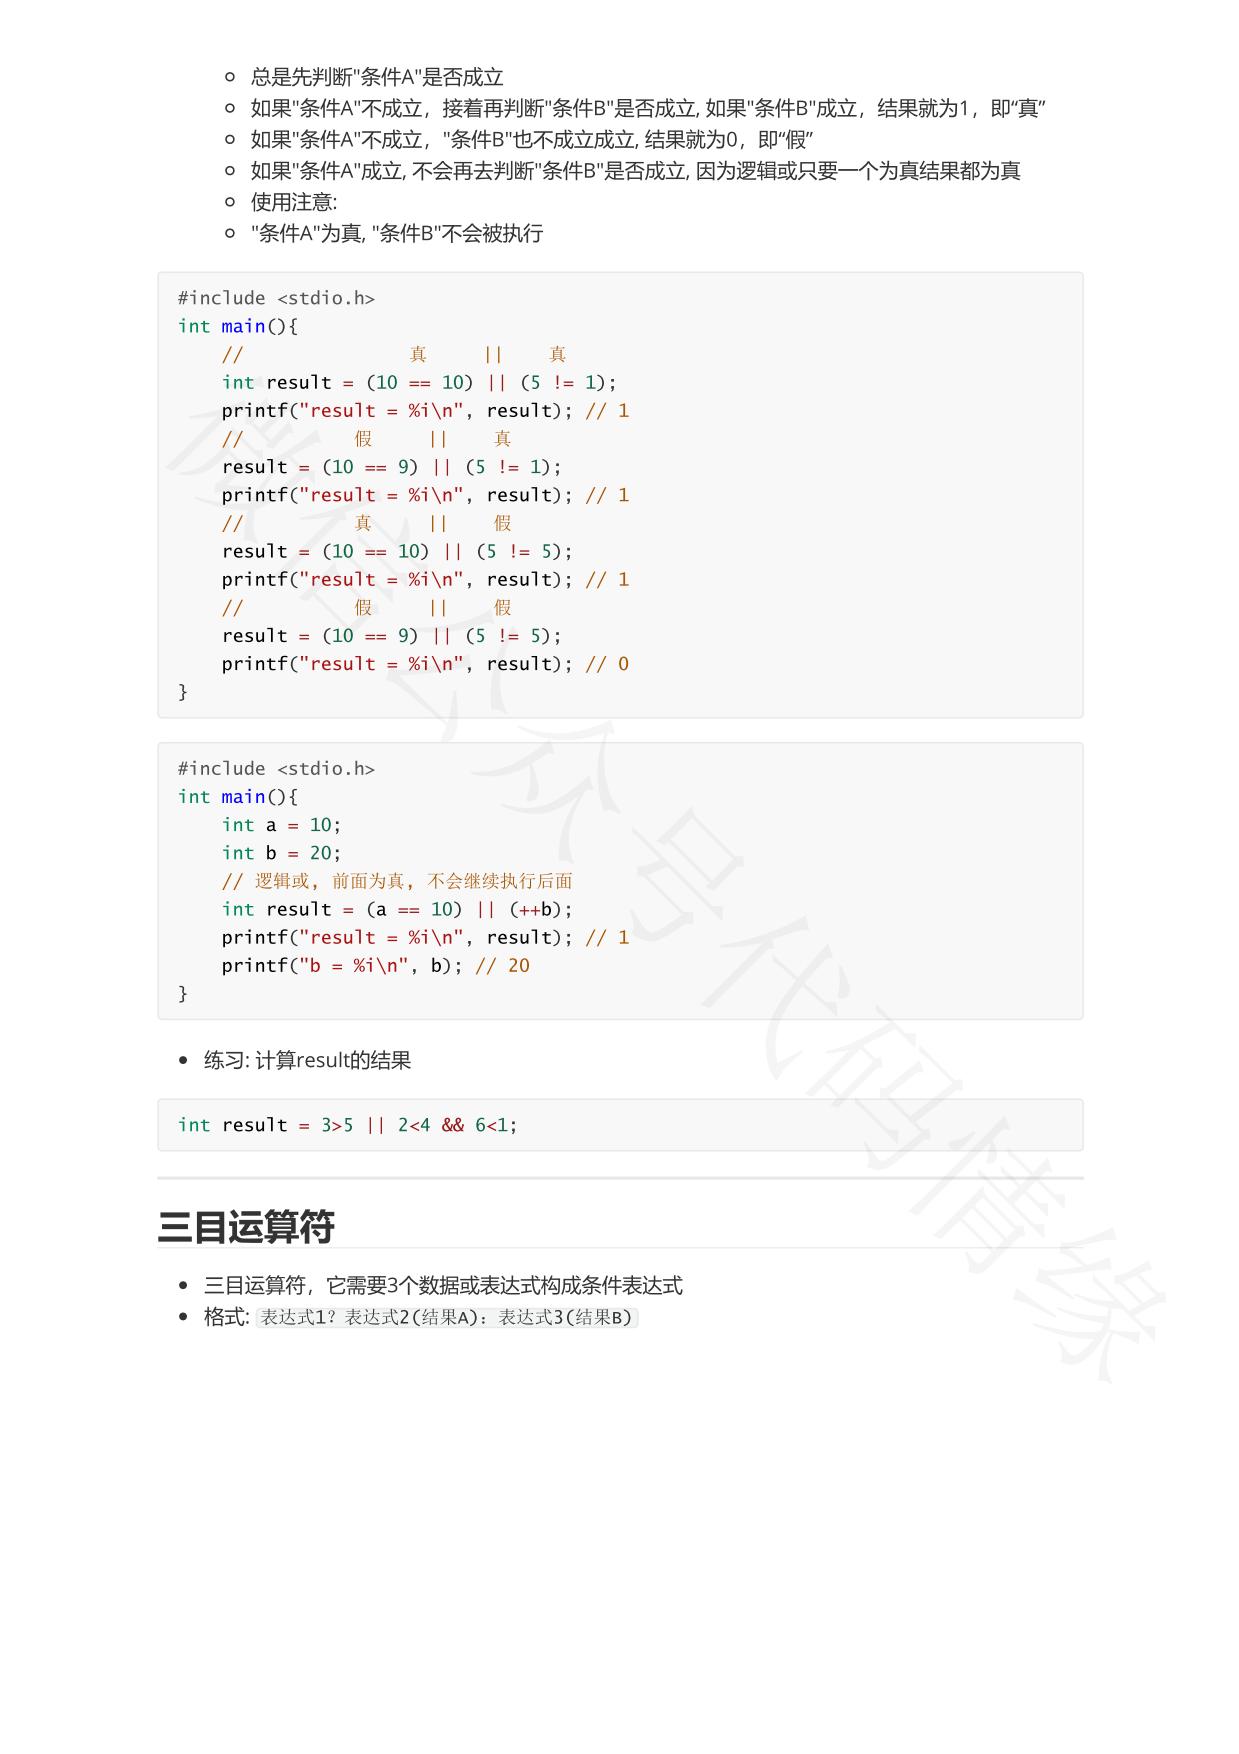 总是先判断"条件A"是否成立
如果"条件A"不成立，接着再判断"条件B"是否成立, 如果"条件B"成立，结果就为1，即“真”
如果"条件A"不成立，"条件B"也不成立成立, 结果就为0，即“假”
如果"条件A"成立, 不会再去判断"条件B"是否成立, 因为逻辑或只要一个为真结果都为真
使用注意:
"条件A"为真, "条件B"不会被执行
#include <stdio.h>
int main(){
    //               真     ||    真
    int result = (10 == 10) || (5 != 1);
    printf("result = %i\n", result); // 1
    //          假     ||    真
    result = (10 == 9) || (5 != 1);
    printf("result = %i\n", result); // 1
    //          真     ||    假
    result = (10 == 10) || (5 != 5);
    printf("result = %i\n", result); // 1
    //          假     ||    假
    result = (10 == 9) || (5 != 5);
    printf("result = %i\n", result); // 0
}
#include <stdio.h>
int main(){
    int a = 10;
    int b = 20;
    // 逻辑或, 前面为真, 不会继续执行后面
    int result = (a == 10) || (++b);
    printf("result = %i\n", result); // 1
    printf("b = %i\n", b); // 20
}
练习: 计算result的结果
int result = 3>5 || 2<4 && 6<1;
三目运算符
三目运算符，它需要3个数据或表达式构成条件表达式
格式: 表达式1？表达式2(结果A)：表达式3(结果B)
微信公众号代码情缘